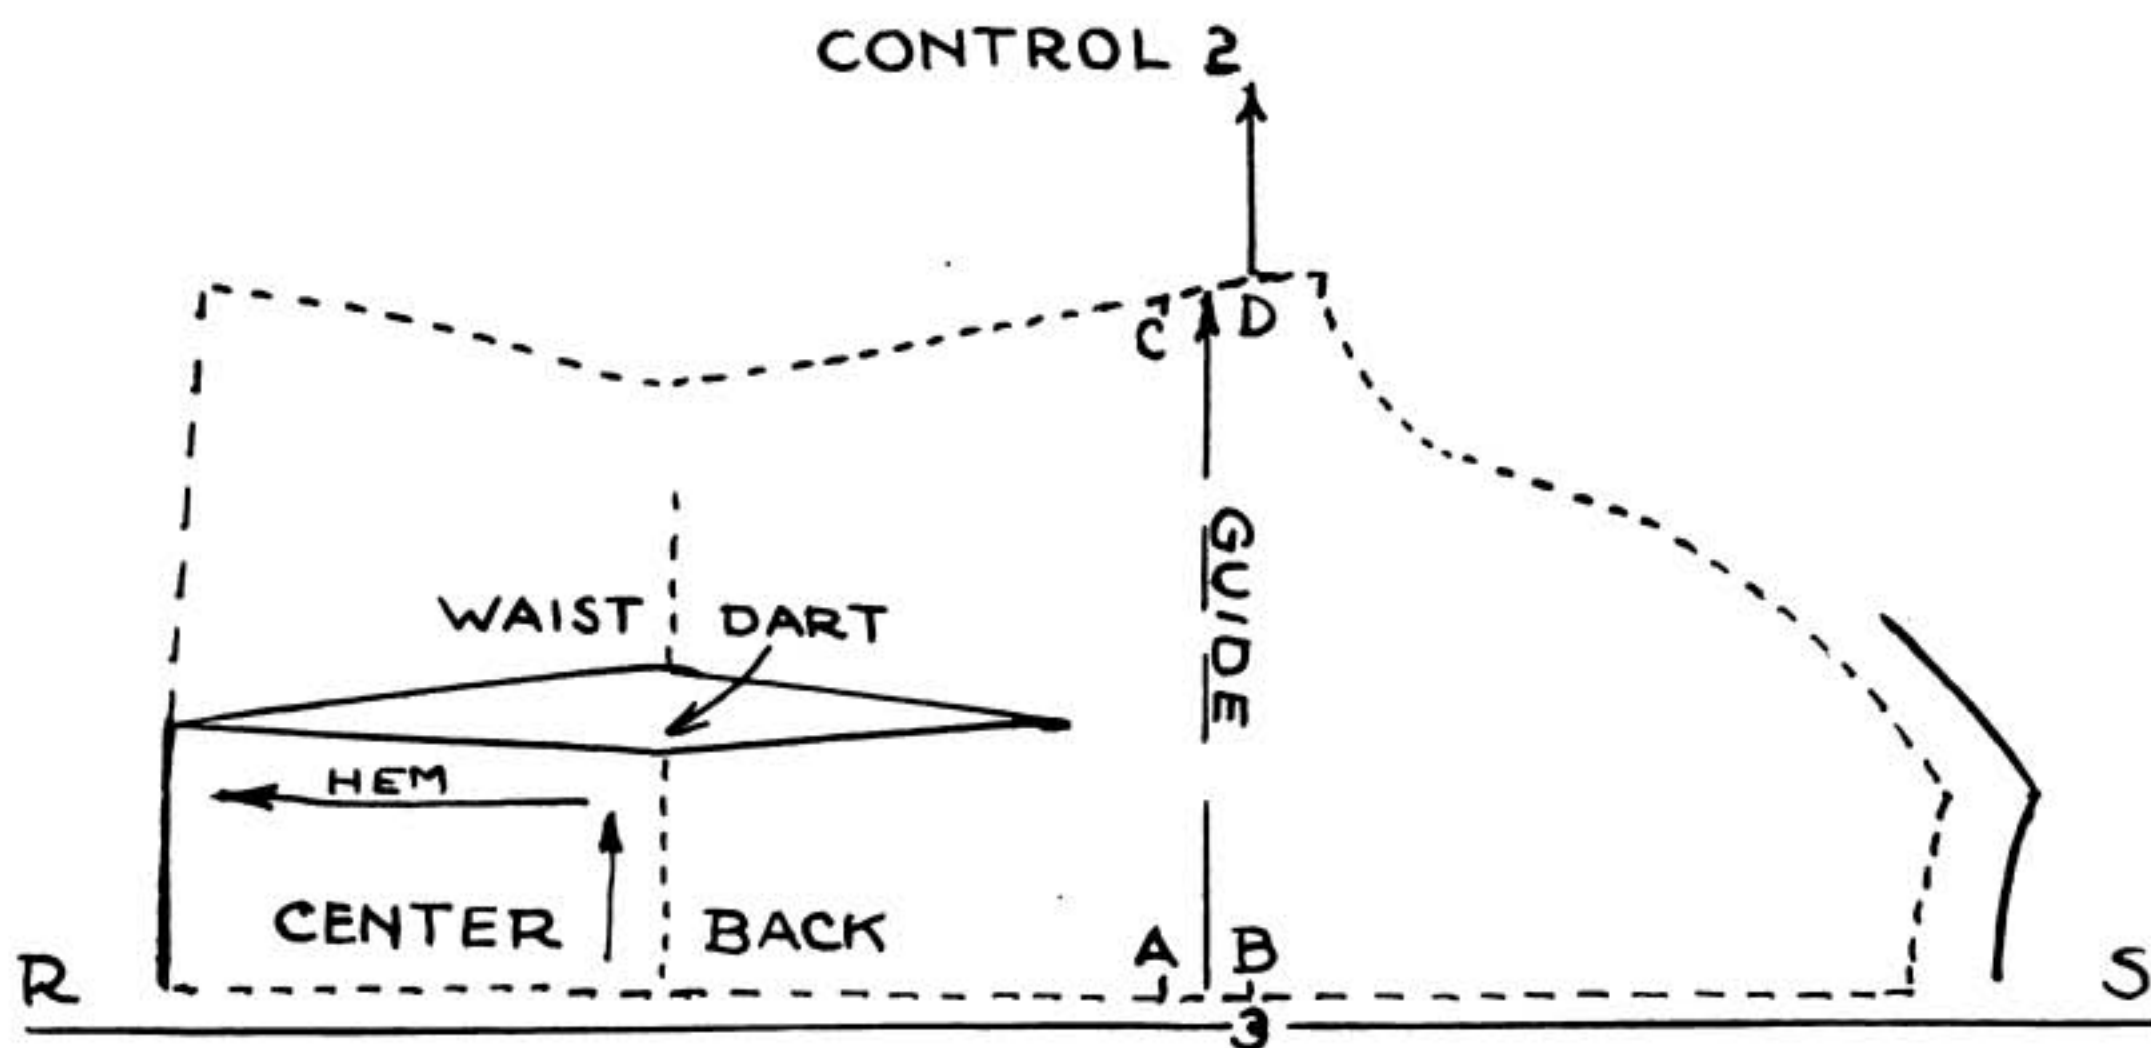 CONTROL 2
C D
GUIDE
WAIST DART
HEM
CENTER BACK
A B
R S
3